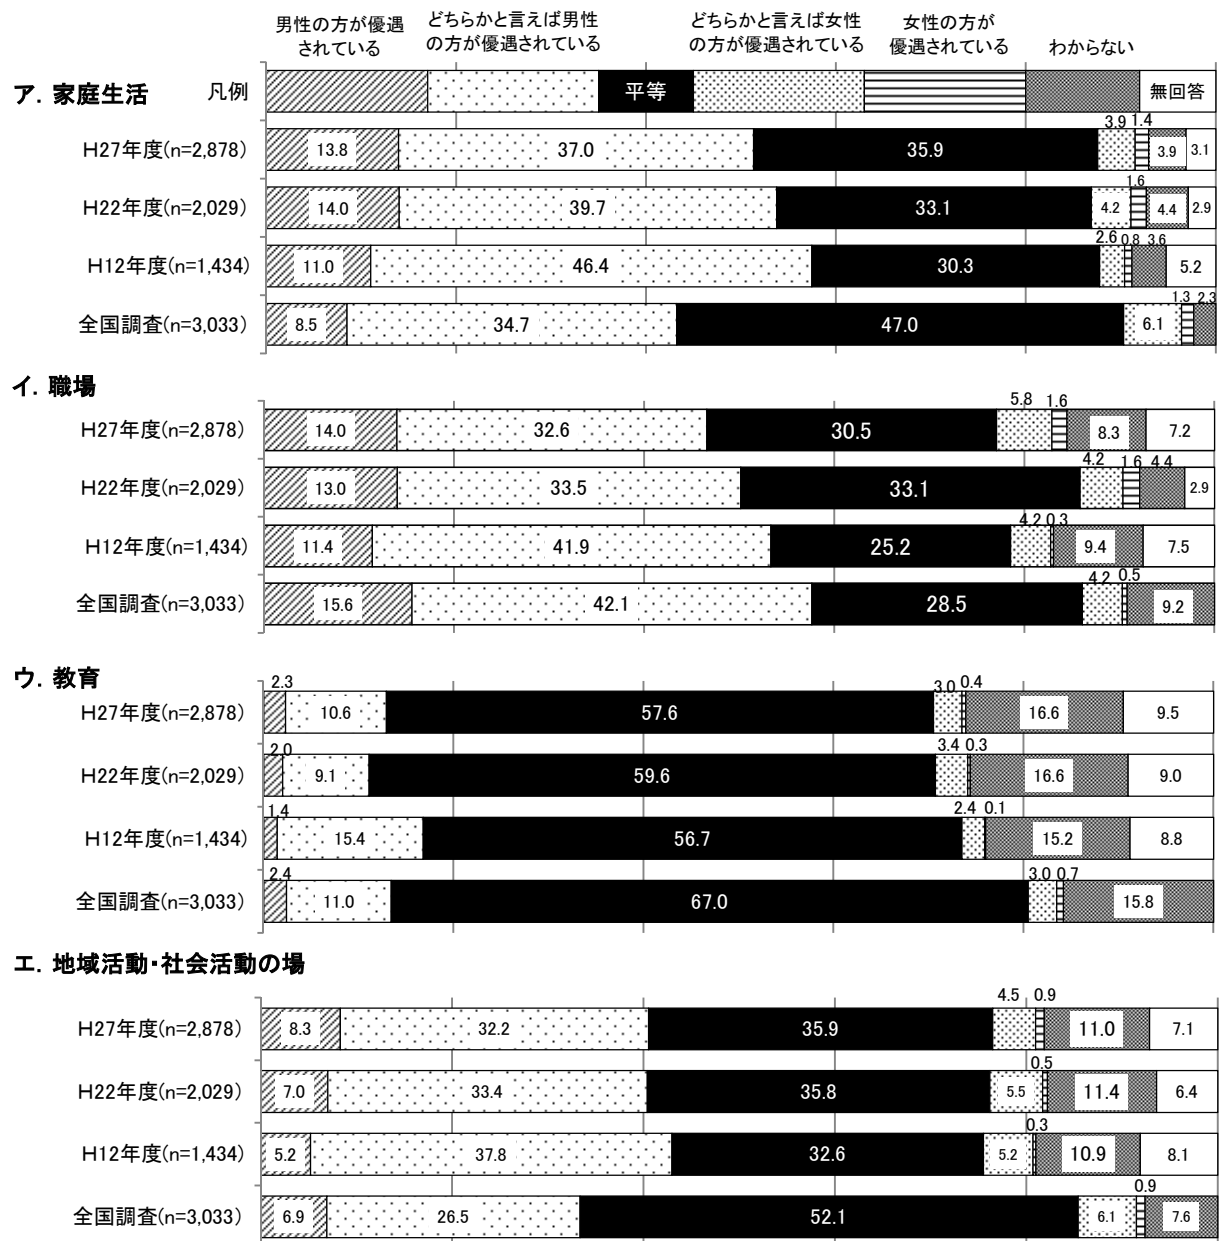 男性の方が優遇
されている
どちらかと言えば男性
の方が優遇されている
どちらかと言えば女性
の方が優遇されている
女性の方が
優遇されている
わからない
ア. 家庭生活 凡例 平等 無回答
3.9 1.4
H27年度(n=2,878) 13.8 37.0 35.9 3.9 3.1
1.6
H22年度(n=2,029) 14.0 39.7 33.1 4.2 4.4 2.9
2.6 0.8 3.6
H12年度(n=1,434) 11.0 46.4 30.3 5.2
1.3 2.3
全国調査(n=3,033) 8.5 34.7 47.0 6.1
イ. 職場
5.8 1.6
H27年度(n=2,878) 14.0 32.6 30.5 8.3 7.2
4.2 1.6 4.4
H22年度(n=2,029) 13.0 33.5 33.1 2.9
4.2 0.3
H12年度(n=1,434) 11.4 41.9 25.2 9.4 7.5
4.2 0.5
全国調査(n=3,033) 15.6 42.1 28.5 9.2
ウ. 教育
2.3 3.0 0.4
H27年度(n=2,878) 10.6 57.6 16.6 9.5
2.0 3.4 0.3
H22年度(n=2,029) 9.1 59.6 16.6 9.0
1.4 2.4 0.1
H12年度(n=1,434) 15.4 56.7 15.2 8.8
2.4 3.0 0.7
全国調査(n=3,033) 11.0 67.0 15.8
エ. 地域活動・社会活動の場
4.5 0.9
H27年度(n=2,878) 8.3 32.2 35.9 11.0 7.1
0.5
H22年度(n=2,029) 7.0 33.4 35.8 5.5 11.4 6.4
0.3
H12年度(n=1,434) 5.2 37.8 32.6 5.2 10.9 8.1
0.9
全国調査(n=3,033) 6.9 26.5 52.1 6.1 7.6